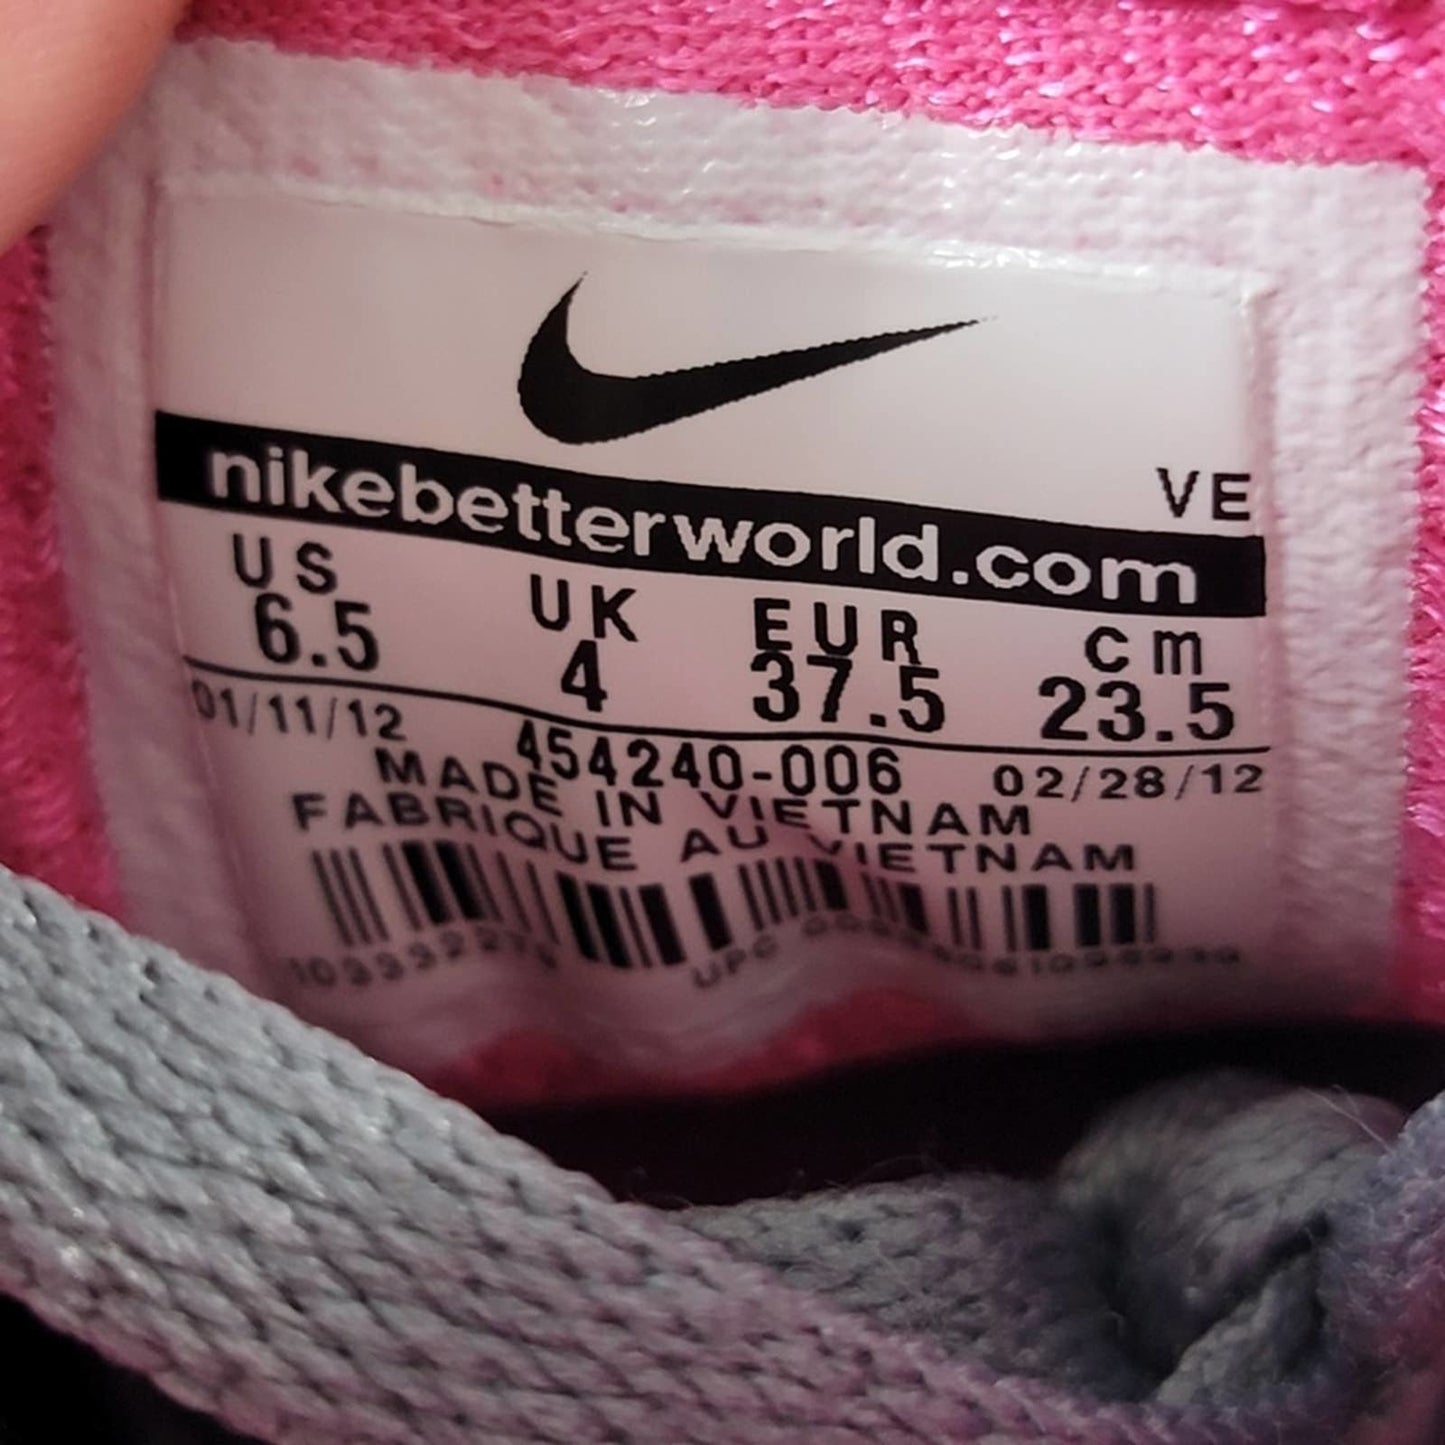 nikebetterworld.com VE
US UK EUR cm
6.5 4 37.5 23.5
01/11/12 454240-006 02/28/12
MADE IN VIETNAM
FABRIQUE AU VIETNAM
UPC